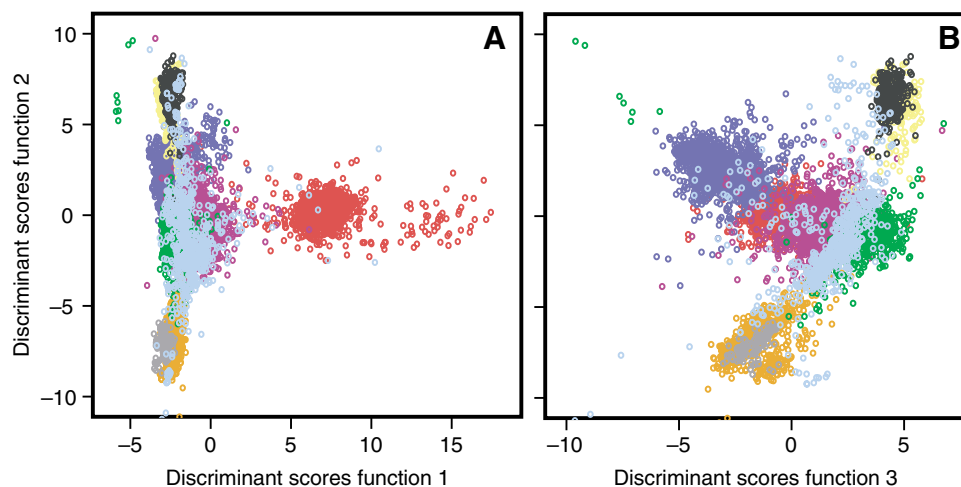 A
B
10
5
0
−5
−10
Discriminant scores function 2
−5
0
5
10
15
−10
−5
0
5
Discriminant scores function 1
Discriminant scores function 3